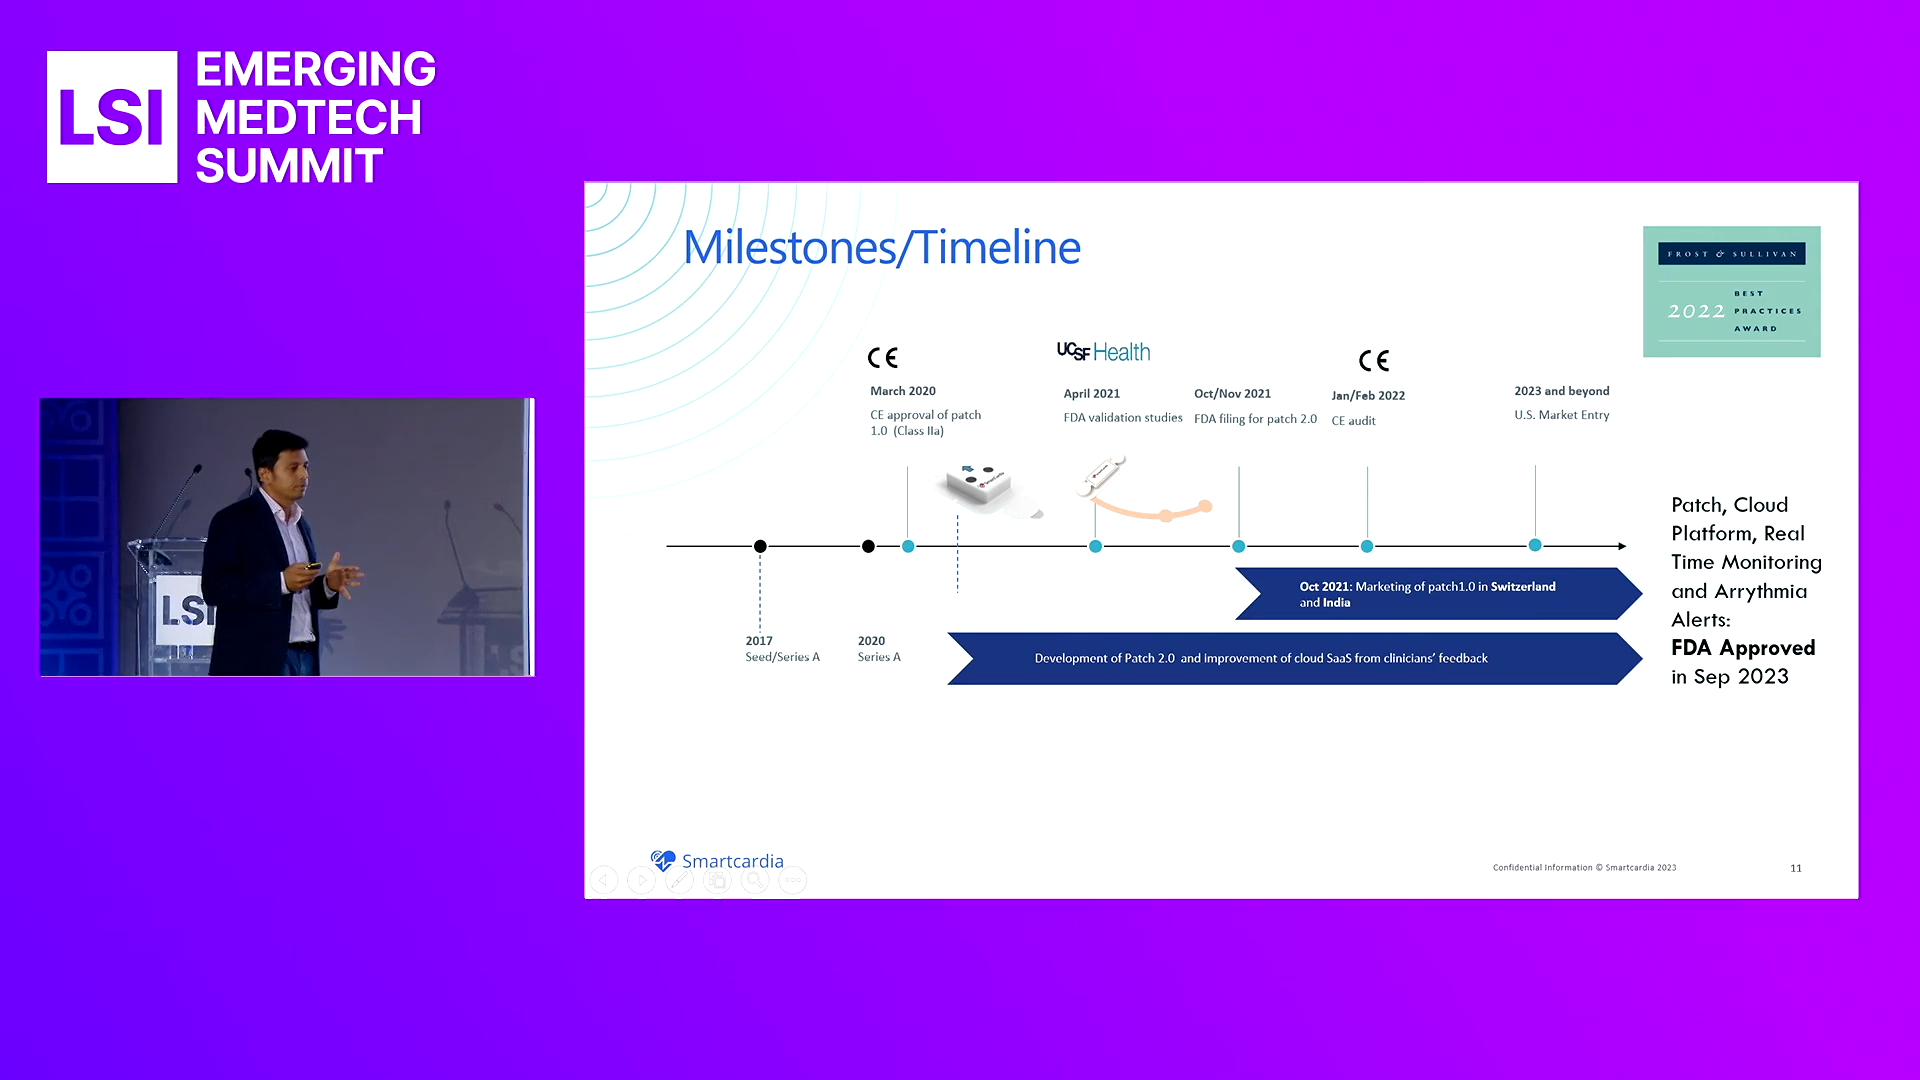 LSI
EMERGING
MEDTECH
SUMMIT
Milestones/Timeline
FROST & SULLIVAN
2022
BEST
PRACTICES
AWARD
CE
March 2020
CE approval of patch
1.0 (Class IIa)
UCSF Health
April 2021
FDA validation studies
Oct/Nov 2021
FDA filing for patch 2.0
CE
Jan/Feb 2022
CE audit
2023 and beyond
U.S. Market Entry
2017
Seed/Series A
2020
Series A
Oct 2021: Marketing of patch1.0 in Switzerland
and India
Development of Patch 2.0 and improvement of cloud SaaS from clinicians' feedback
Patch, Cloud
Platform, Real
Time Monitoring
and Arrythmia
Alerts:
FDA Approved
in Sep 2023
LSI
Smartcardia
Confidential Information © Smartcardia 2023
11